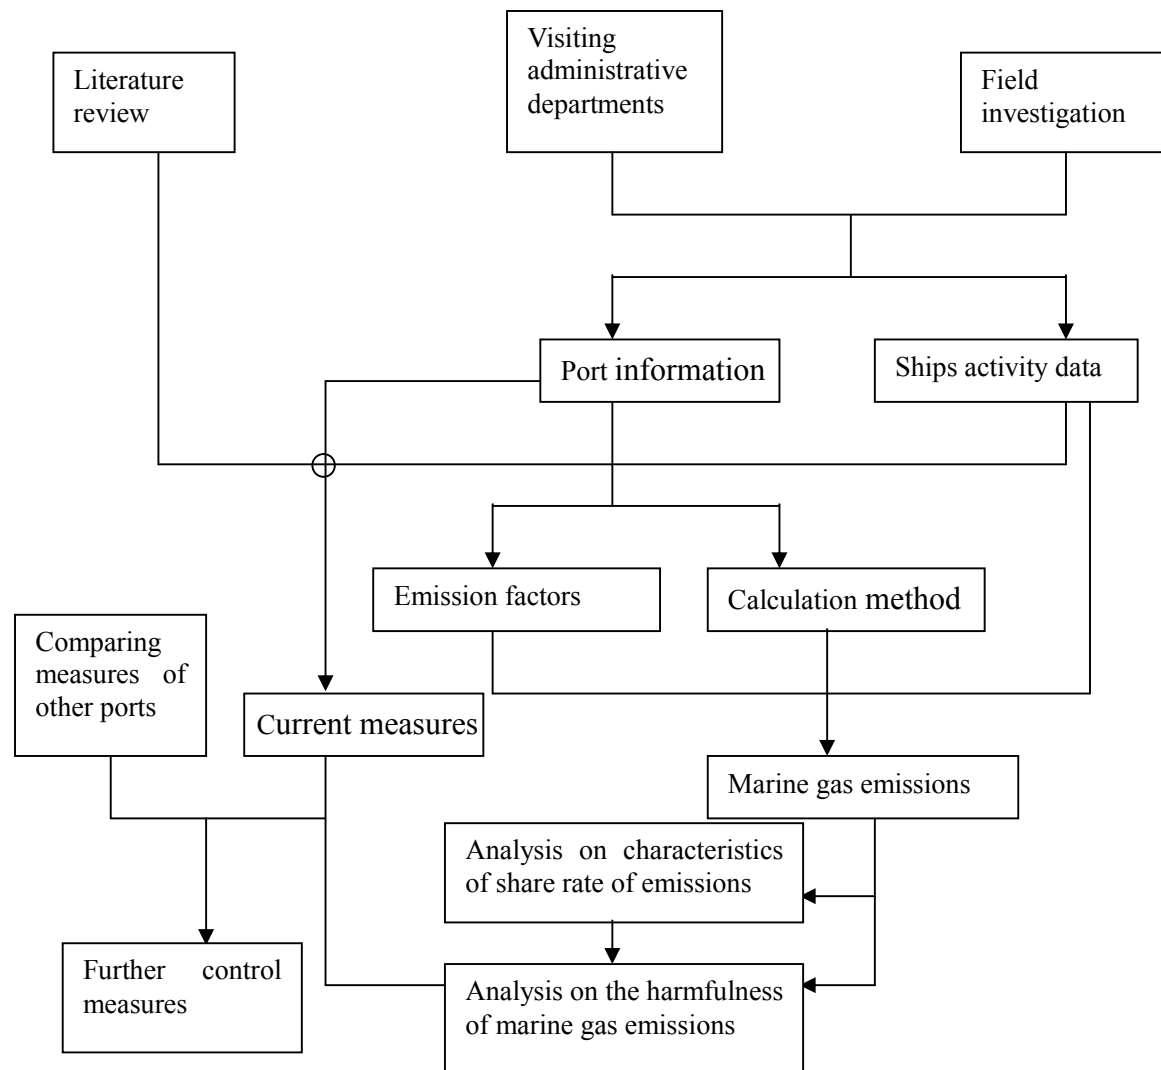 Literature
review
Visiting
administrative
departments
Field
investigation
Port information
Ships activity data
Emission factors
Calculation method
Comparing
measures of
other ports
Current measures
Marine gas emissions
Analysis on characteristics
of share rate of emissions
Further control
measures
Analysis on the harmfulness
of marine gas emissions